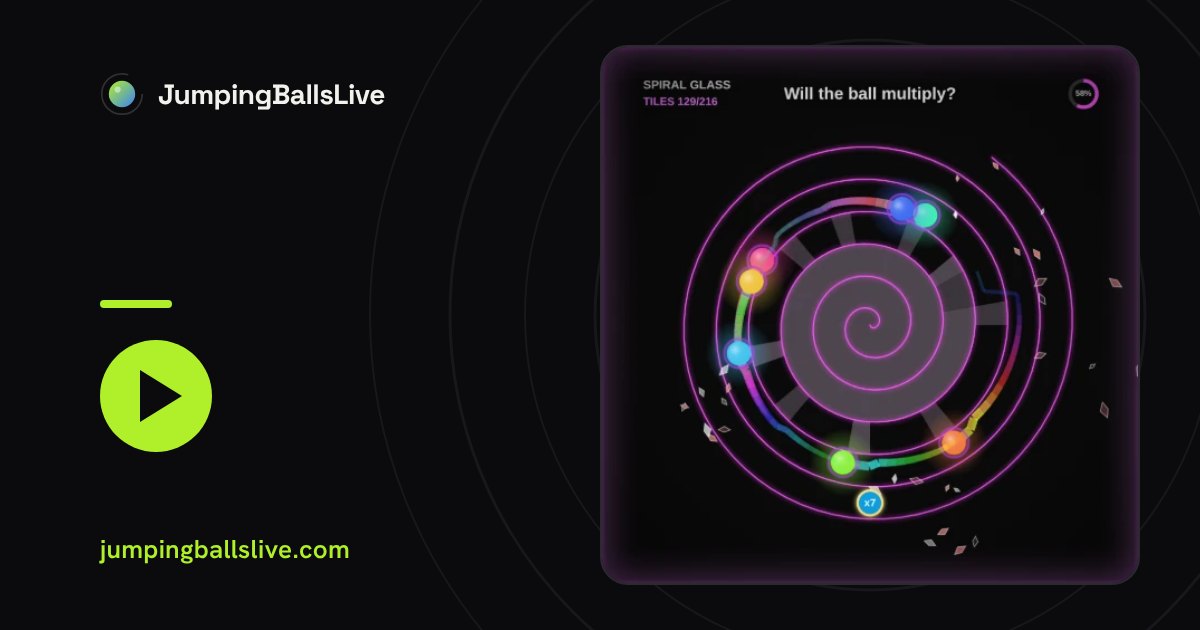 JumpingBallsLive
jumpingballslive.com
SPIRAL GLASS
TILES 129/216
Will the ball multiply?
58%
x7